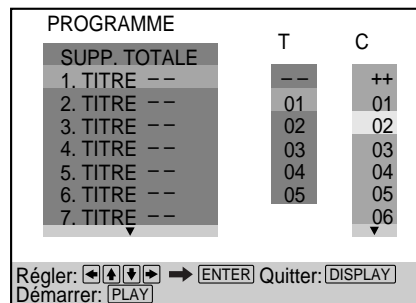 PROGRAMME
T C
SUPP. TOTALE
1. TITRE – – – – ++
2. TITRE – – 01 01
3. TITRE – – 02 02
4. TITRE – – 03 03
5. TITRE – – 04 04
6. TITRE – – 05 05
7. TITRE – – 06
Régler: ENTER Quitter: DISPLAY
Démarrer: PLAY